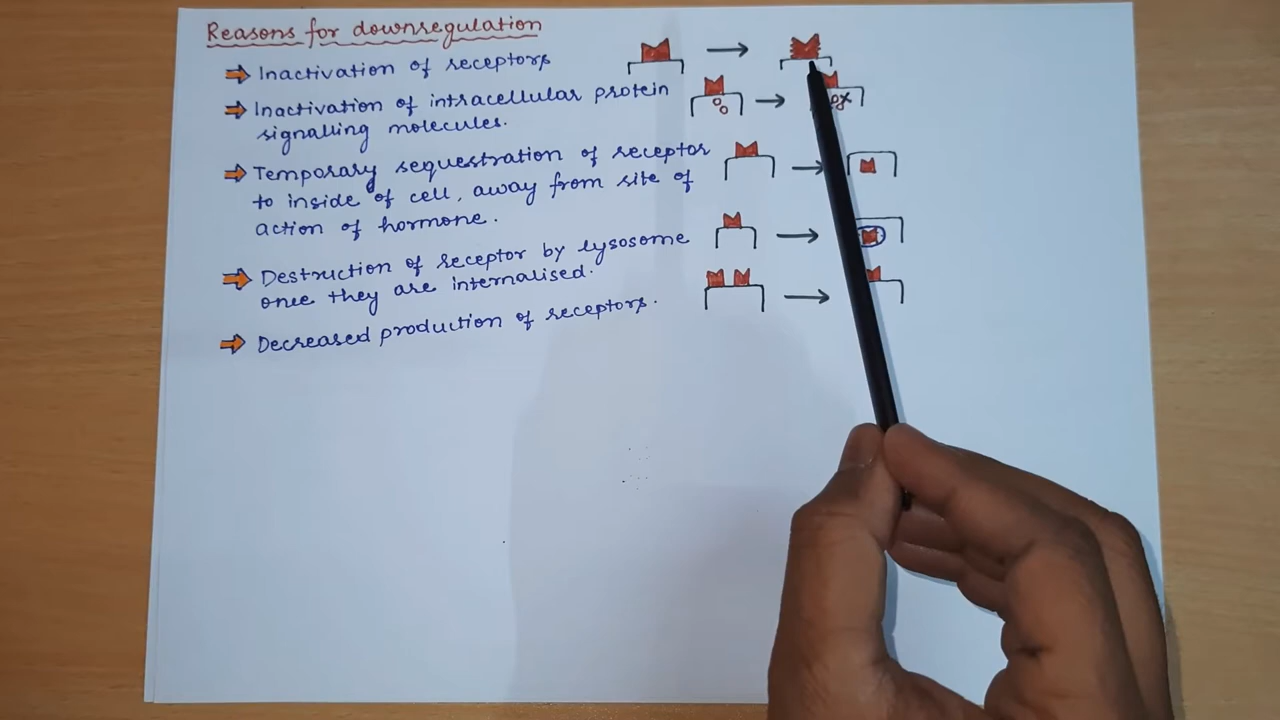 Reasons for downregulation
Inactivation of receptors
Inactivation of intracellular protein
signalling molecules.
Temporary sequestration of receptor
to inside of cell, away from site of
action of hormone.
Destruction of receptor by lysosome
once they are internalised.
Decreased production of receptors.